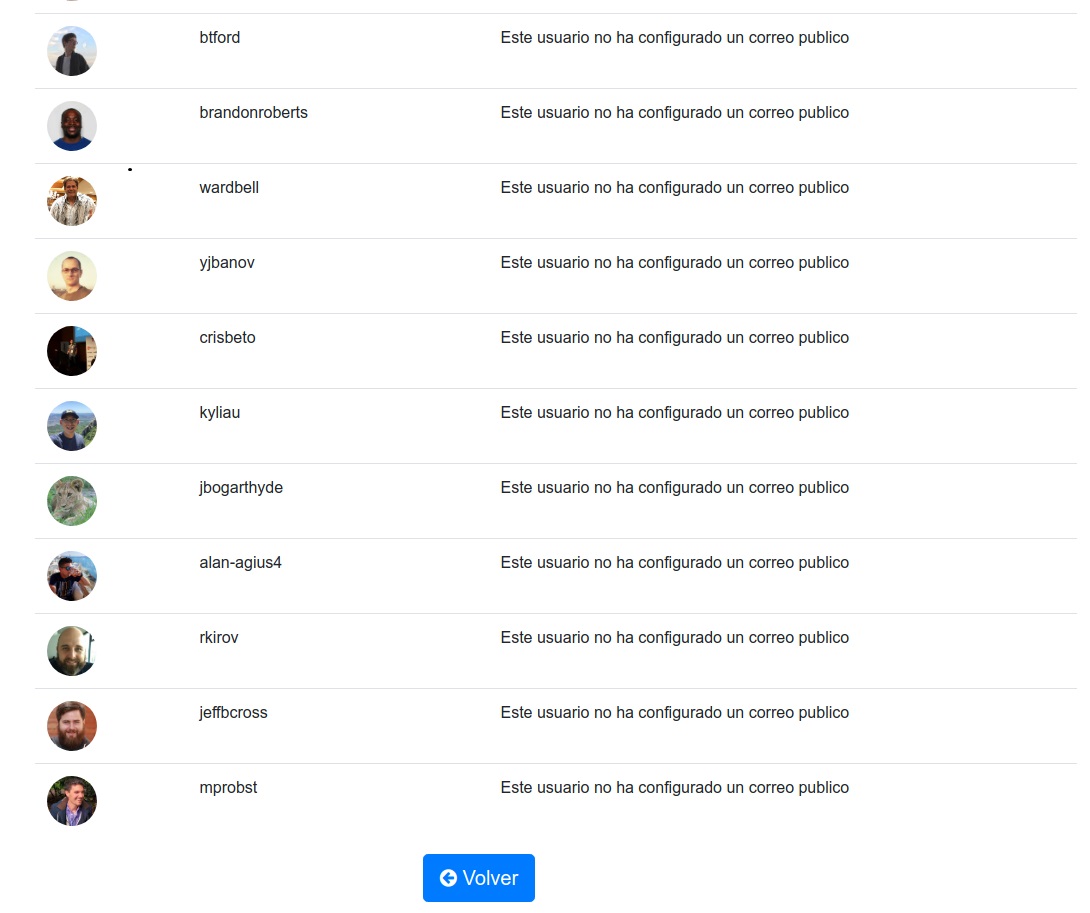 btford Este usuario no ha configurado un correo publico
brandonroberts Este usuario no ha configurado un correo publico
wardbell Este usuario no ha configurado un correo publico
yjbanov Este usuario no ha configurado un correo publico
crisbeto Este usuario no ha configurado un correo publico
kyliau Este usuario no ha configurado un correo publico
jbogarthyde Este usuario no ha configurado un correo publico
alan-agius4 Este usuario no ha configurado un correo publico
rkirov Este usuario no ha configurado un correo publico
jeffbcross Este usuario no ha configurado un correo publico
mprobst Este usuario no ha configurado un correo publico
Volver